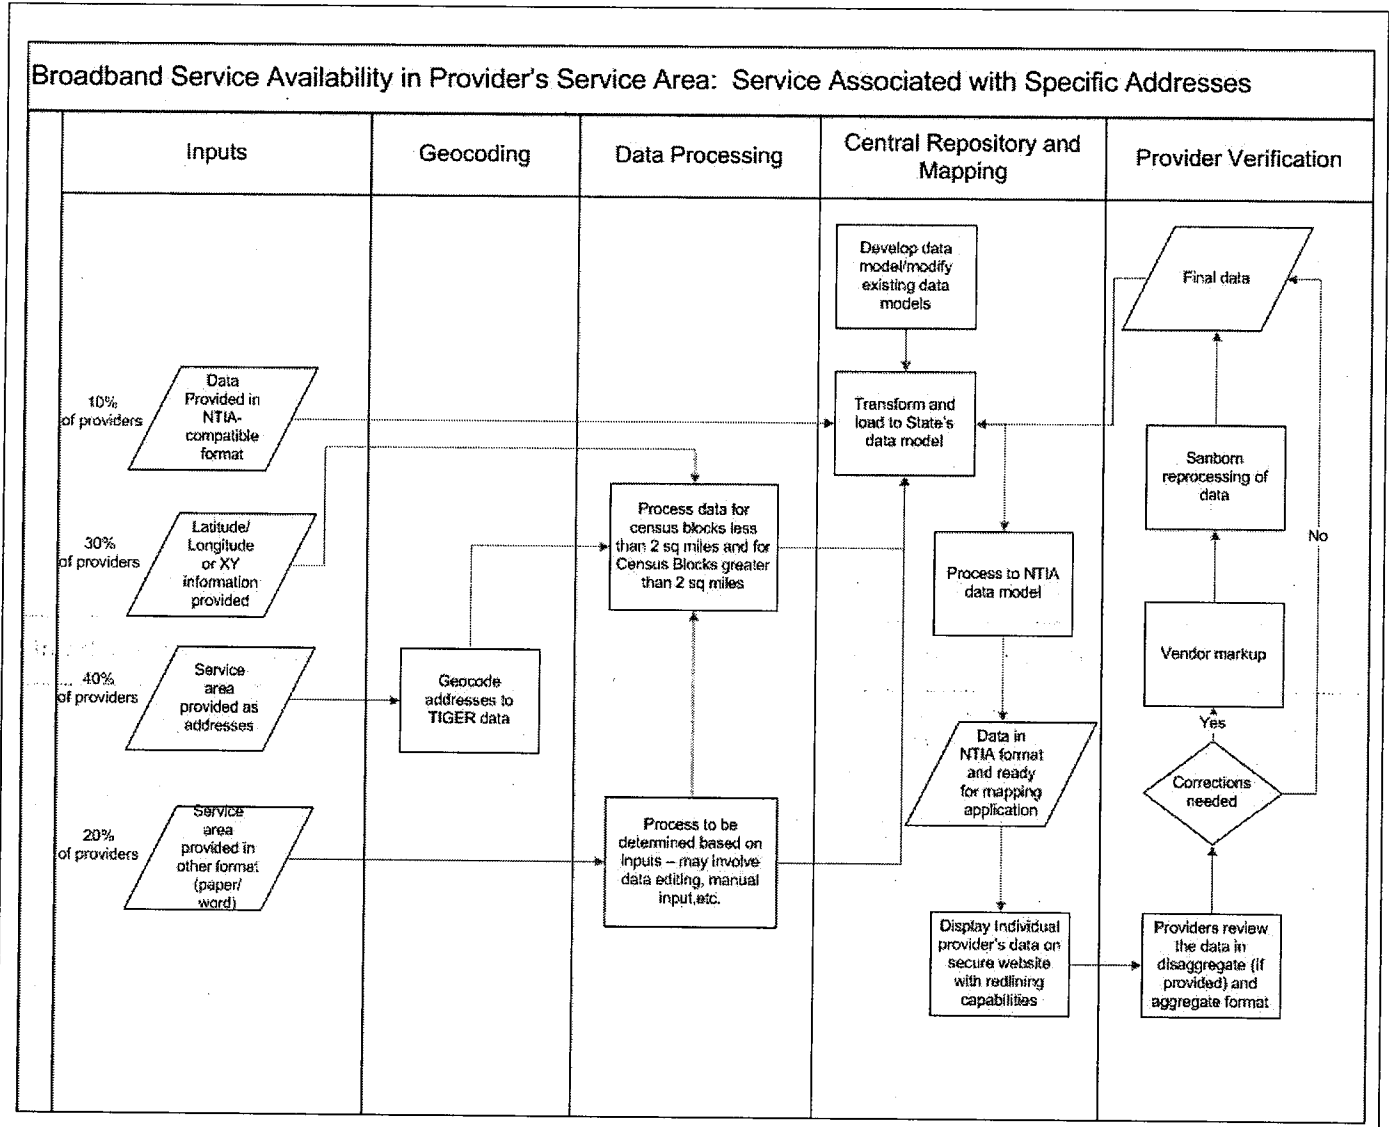 Broadband Service Availability in Provider's Service Area: Service Associated with Specific Addresses
Inputs
Geocoding
Data Processing
Central Repository and
Mapping
Provider Verification
10%
of providers
Data
Provided in
NTIA-
compatible
format
30%
of providers
Latitude/
Longitude
or XY
information
provided
40%
of providers
Service
area
provided as
addresses
20%
of providers
Service
area
provided in
other format
(paper/
word)
Geocode
addresses to
TIGER data
Process data for
census blocks less
than 2 sq miles and for
Census Blocks greater
than 2 sq miles
Process to be
determined based on
inputs – may involve
data editing, manual
input,etc.
Develop data
model/modify
existing data
models
Transform and
load to State's
data model
Process to NTIA
data model
Data in
NTIA format
and ready
for mapping
application
Display Individual
provider's data on
secure website
with redlining
capabilities
Final data
Sanborn
reprocessing of
data
No
Vendor markup
Yes
Corrections
needed
Providers review
the data in
disaggregate (if
provided) and
aggregate format